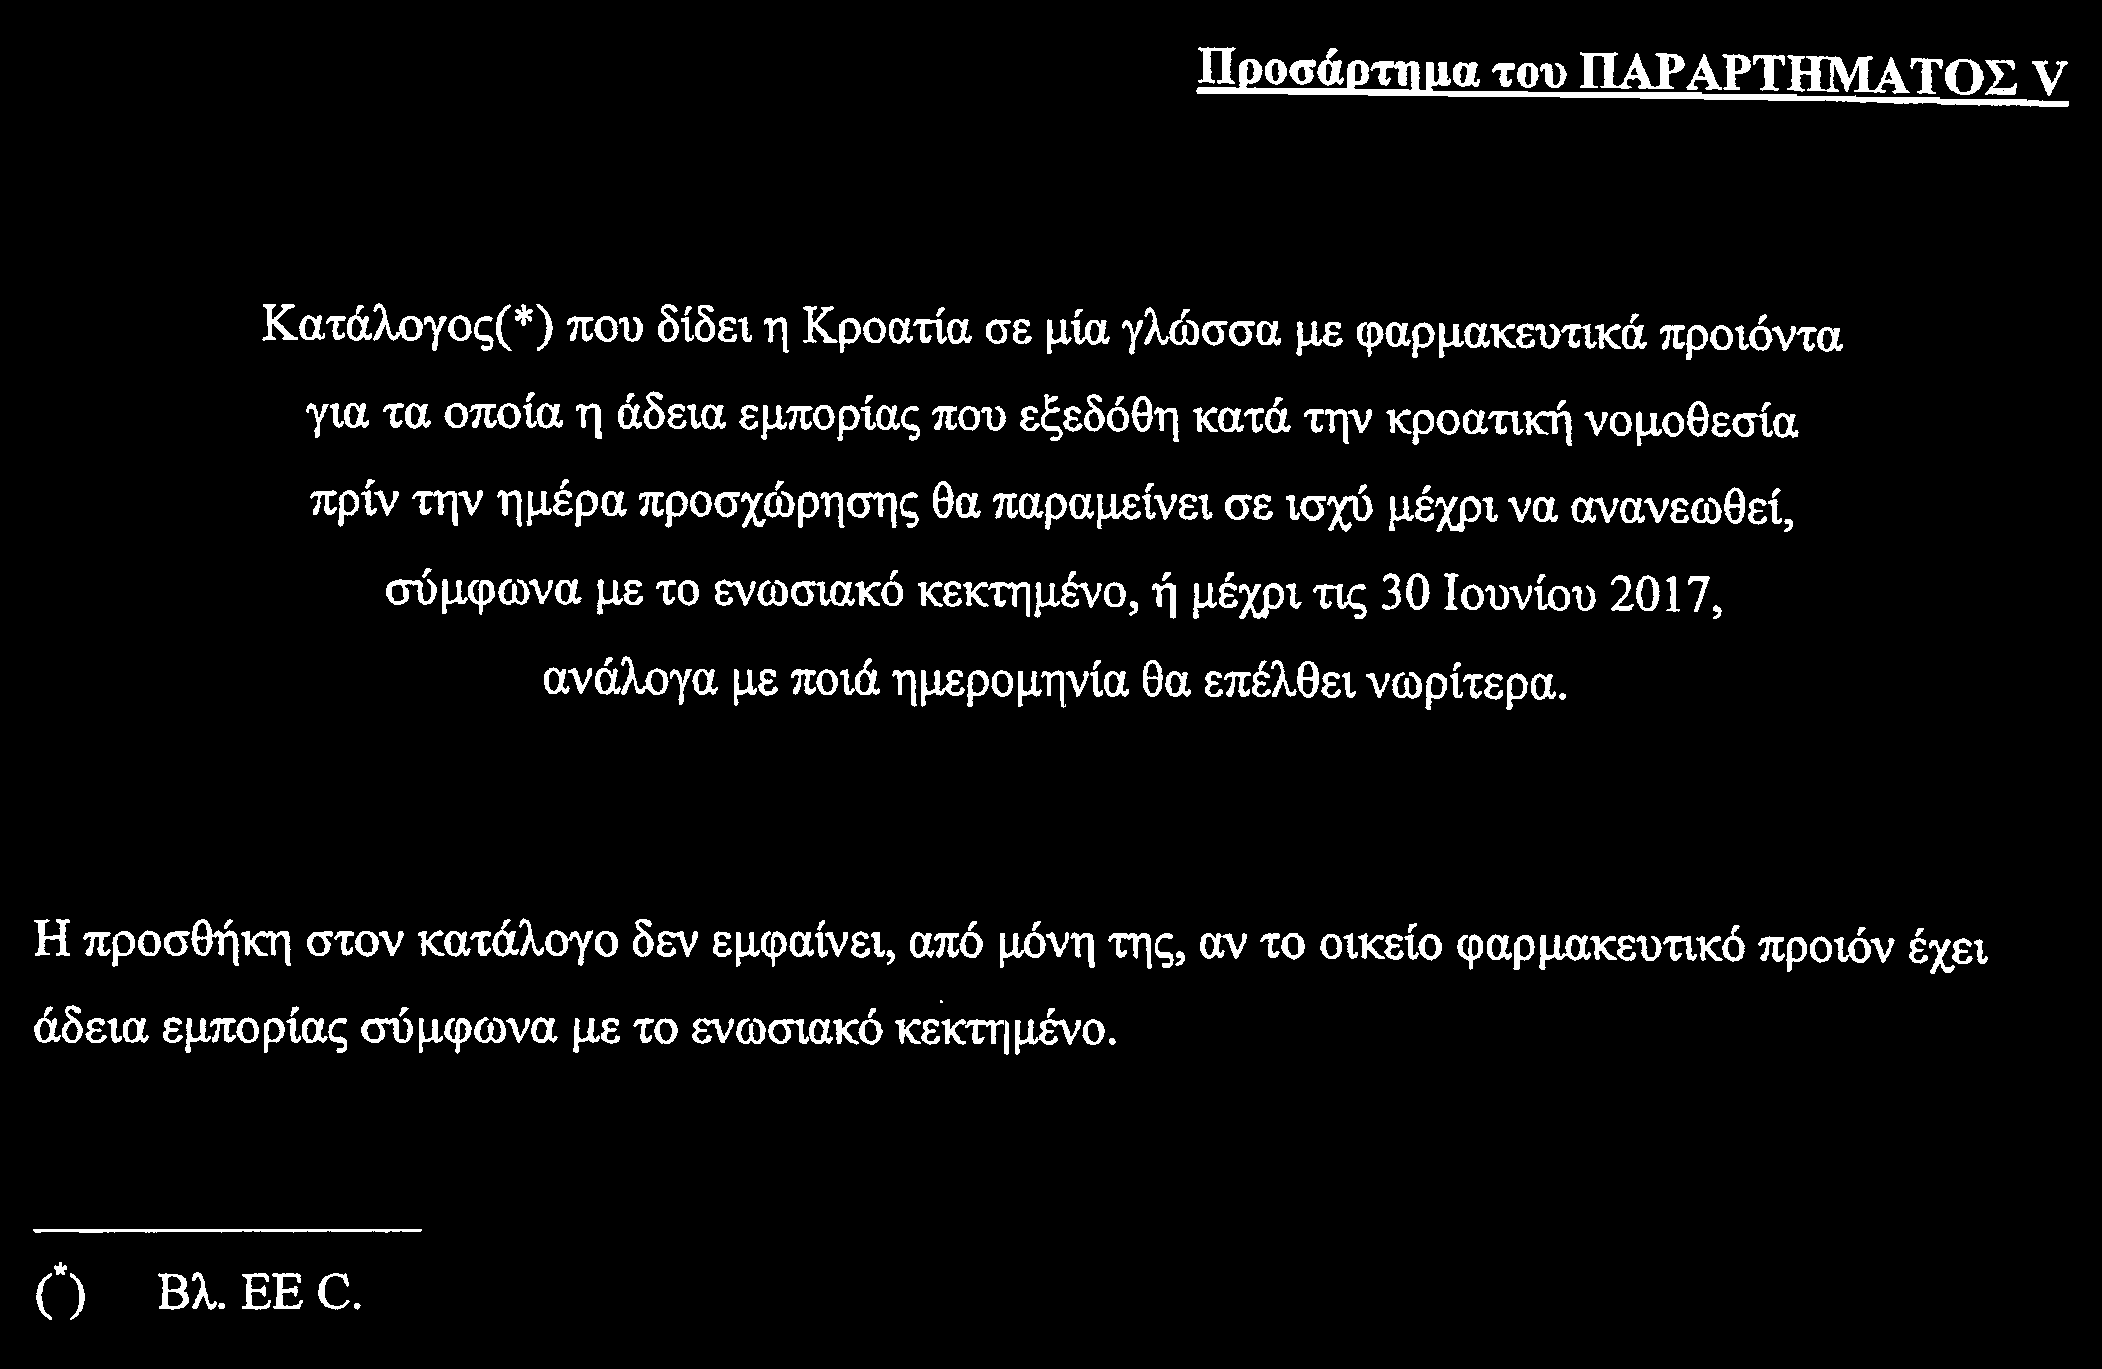 Προσάρτημα του ΠΑΡΑΡΤΗΜΑΤΟΣ V
Κατάλογος(*) που δίδει η Κροατία σε μία γλώσσα με φαρμακευτικά προιόντα
για τα οποία η άδεια εμπορίας που εξεδόθη κατά την κροατική νομοθεσία
πρίν την ημέρα προσχώρησης θα παραμείνει σε ισχύ μέχρι να ανανεωθεί,
σύμφωνα με το ενωσιακό κεκτημένο, ή μέχρι τις 30 Ιουνίου 2017,
ανάλογα με ποιά ημερομηνία θα επέλθει νωρίτερα.
Η προσθήκη στον κατάλογο δεν εμφαίνει, από μόνη της, αν το οικείο φαρμακευτικό προιόν έχει
άδεια εμπορίας σύμφωνα με το ενωσιακό κεκτημένο.
(*) Βλ. ΕΕ C.